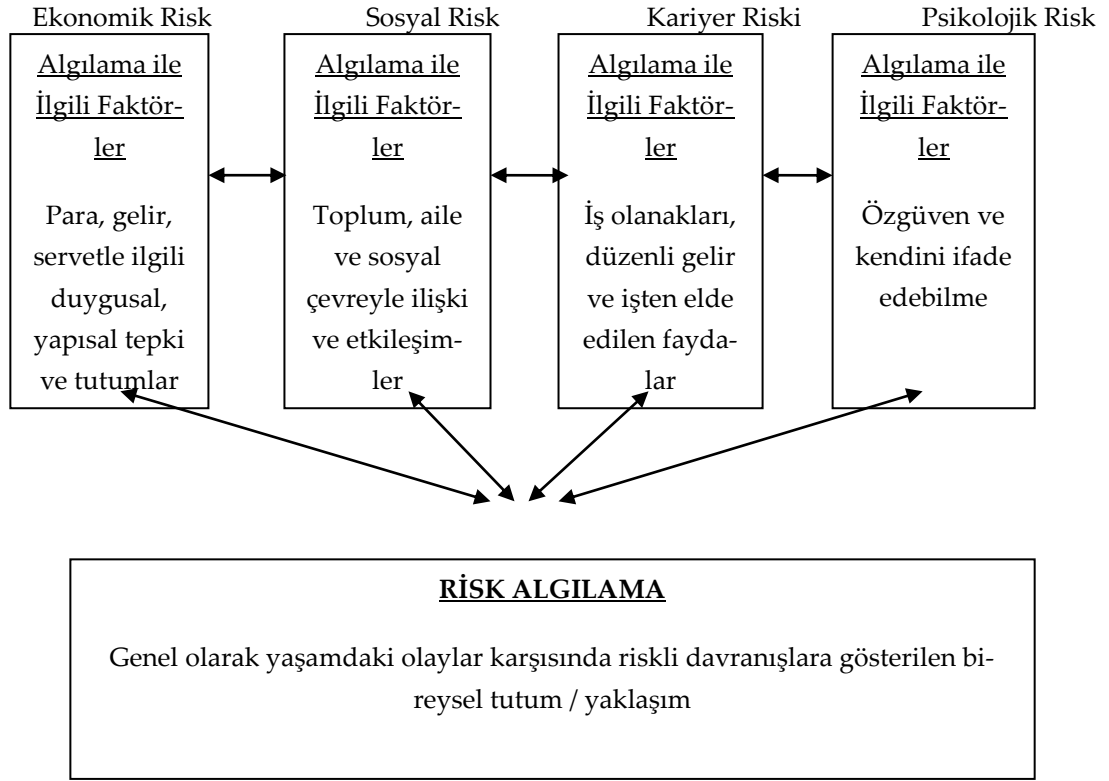 Ekonomik Risk
Sosyal Risk
Kariyer Riski
Psikolojik Risk
Algılama ile
İlgili Faktör-
ler
Para, gelir,
servetle ilgili
duygusal,
yapısal tepki
ve tutumlar
Algılama ile
İlgili Faktör-
ler
Toplum, aile
ve sosyal
çevreyle ilişki
ve etkileşim-
ler
Algılama ile
İlgili Faktör-
ler
İş olanakları,
düzenli gelir
ve işten elde
edilen fayda-
lar
Algılama ile
İlgili Faktör-
ler
Özgüven ve
kendini ifade
edebilme
RİSK ALGILAMA
Genel olarak yaşamdaki olaylar karşısında riskli davranışlara gösterilen bi-
reysel tutum / yaklaşım